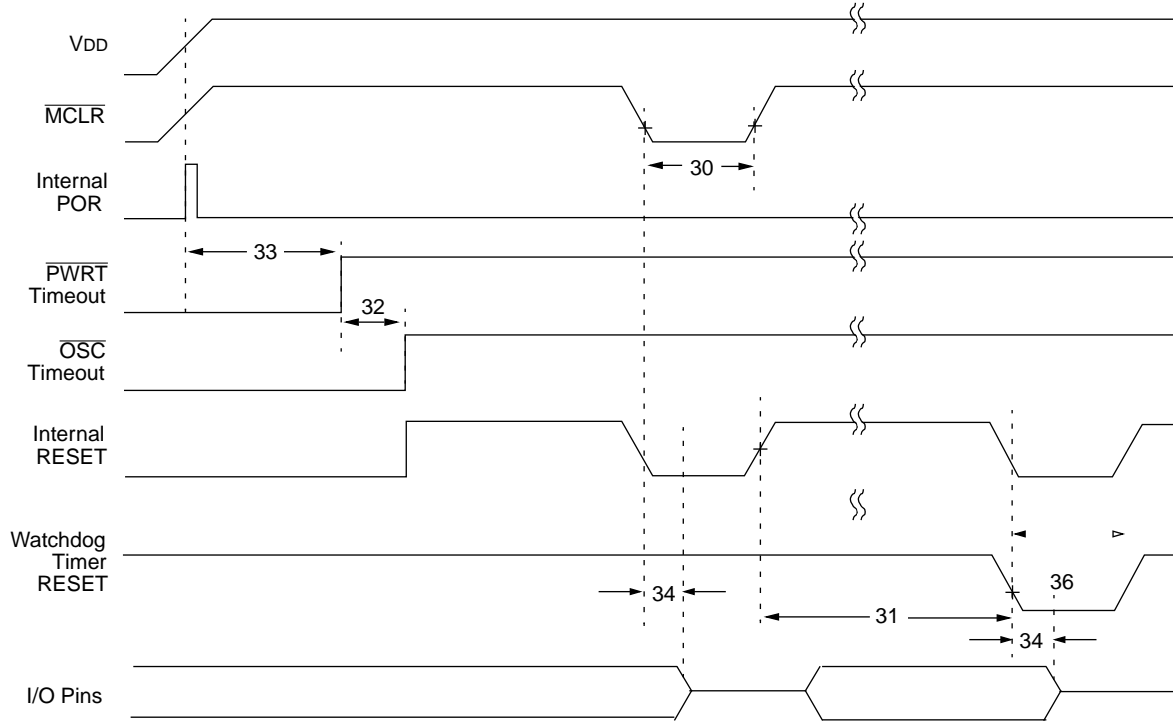 VDD
MCLR
30
Internal
POR
33
PWRT
Timeout
32
OSC
Timeout
Internal
RESET
Watchdog
Timer
RESET
34
31
36
34
I/O Pins